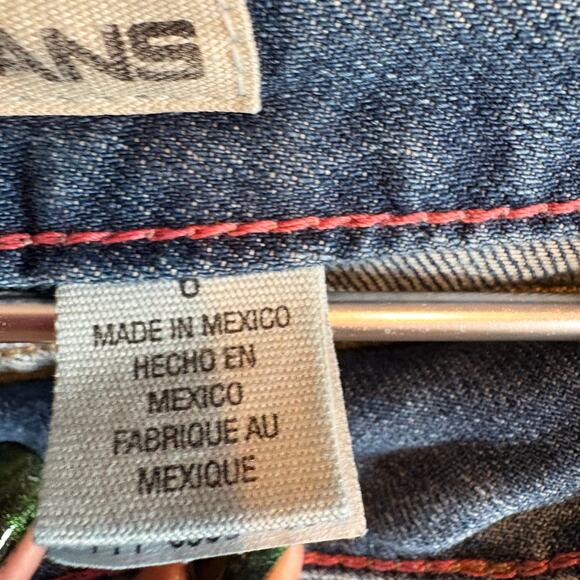 ANS
MADE IN MEXICO
HECHO EN
MEXICO
FABRIQUE AU
MEXIQUE